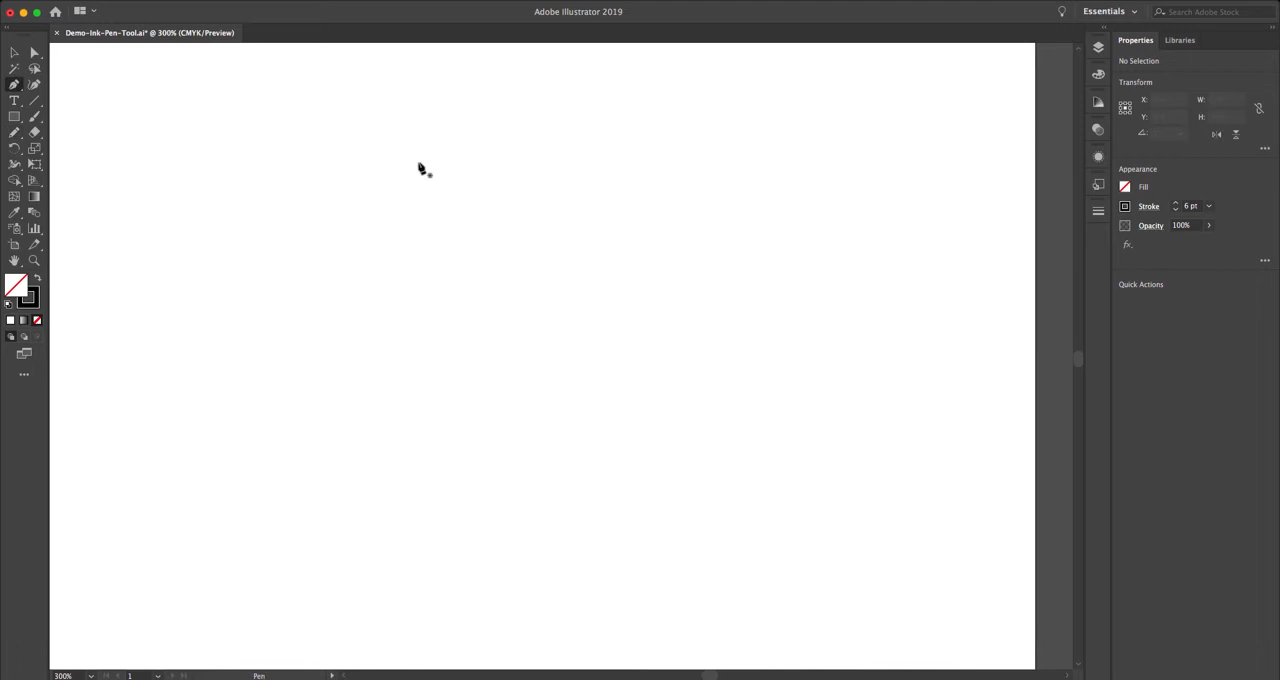 Adobe Illustrator 2019
Essentials
Search Adobe Stock
× Demo-Ink-Pen-Tool.ai* @ 300% (CMYK/Preview)
Properties
Libraries
No Selection
Transform
X:
W:
Y:
H:
Appearance
Fill
Stroke
6 pt
Opacity
100%
fx.
Quick Actions
300%
1
Pen